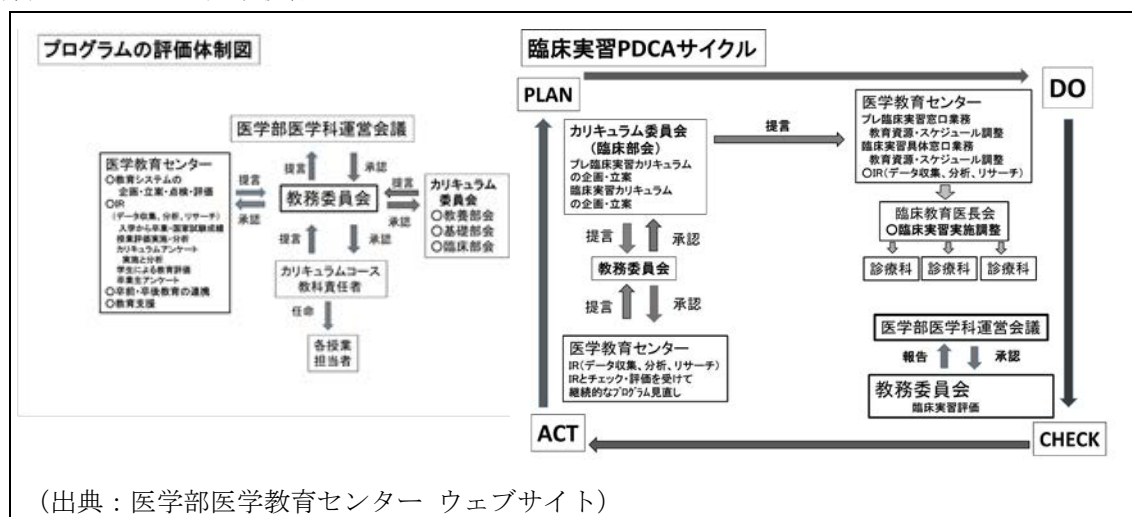 プログラムの評価体制図
医学部医学科運営会議
提言
承認
医学教育センター
○教育システムの
企画・立案・点検・評価
○IR
(データ収集、分析、リサーチ)
入学から卒業・国家試験成績
授業評価実施・分析
カリキュラムアンケート
実施と分析
学生による教育評価
卒業生アンケート
○卒前・卒後教育の連携
○教育支援
提言
承認
教務委員会
提言
承認
カリキュラム
委員会
○教養部会
○基礎部会
○臨床部会
提言
承認
カリキュラムコース
教科責任者
任命
各授業
担当者
臨床実習PDCAサイクル
PLAN
DO
カリキュラム委員会
(臨床部会)
プレ臨床実習カリキュラム
の企画・立案
臨床実習カリキュラム
の企画・立案
提言
医学教育センター
プレ臨床実習窓口業務
教育資源・スケジュール調整
臨床実習具体窓口業務
教育資源・スケジュール調整
○IR(データ収集、分析、リサーチ)
臨床教育医長会
○臨床実習実施調整
診療科
診療科
診療科
提言
承認
教務委員会
提言
承認
医学教育センター
IR(データ収集、分析、リサーチ)
IRとチェック・評価を受けて
継続的なプログラム見直し
医学部医学科運営会議
報告
承認
教務委員会
臨床実習評価
ACT
CHECK
(出典：医学部医学教育センター ウェブサイト)